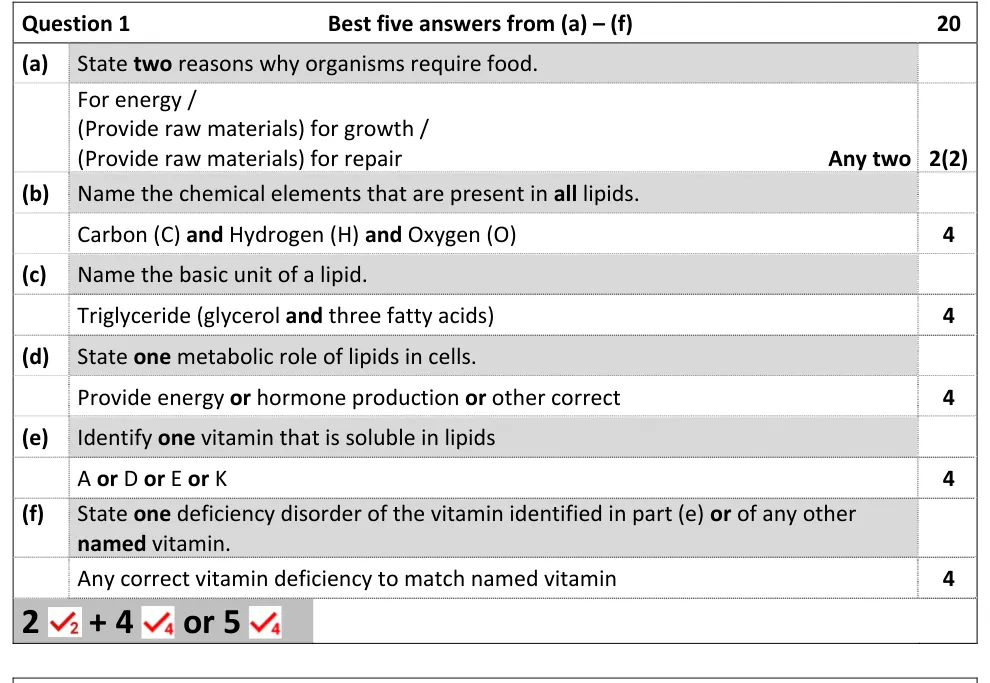 Question 1 Best five answers from (a) – (f) 20
(a) State two reasons why organisms require food.
For energy /
(Provide raw materials) for growth /
(Provide raw materials) for repair Any two 2(2)
(b) Name the chemical elements that are present in all lipids.
Carbon (C) and Hydrogen (H) and Oxygen (O) 4
(c) Name the basic unit of a lipid.
Triglyceride (glycerol and three fatty acids) 4
(d) State one metabolic role of lipids in cells.
Provide energy or hormone production or other correct 4
(e) Identify one vitamin that is soluble in lipids
A or D or E or K 4
(f) State one deficiency disorder of the vitamin identified in part (e) or of any other
named vitamin.
Any correct vitamin deficiency to match named vitamin 4
2 ✓2 + 4 ✓4 or 5 ✓4